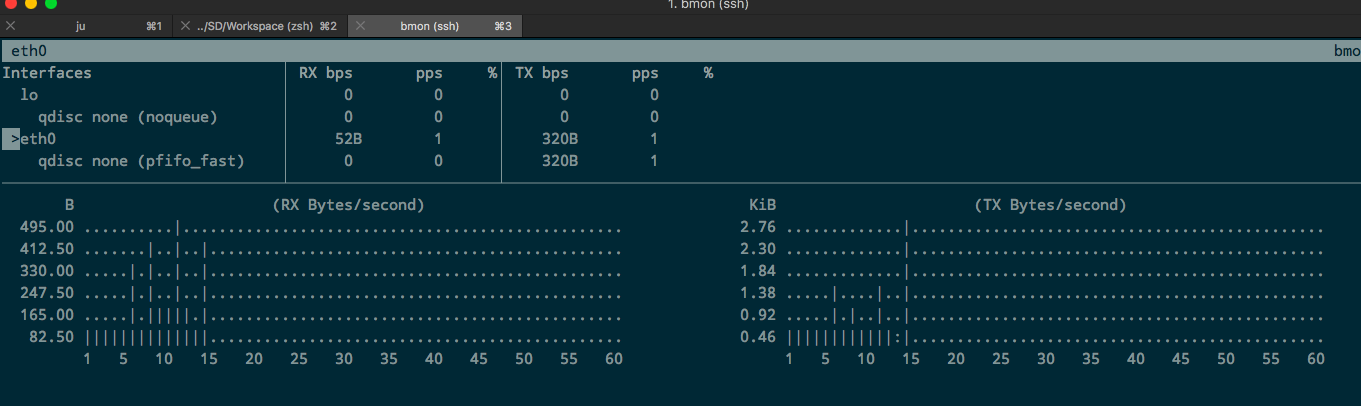 1. bmon (ssh)
ju ⌘1 ../SD/Workspace (zsh) ⌘2 bmon (ssh) ⌘3
eth0 bmo
Interfaces RX bps pps % TX bps pps %
lo 0 0 0 0
qdisc none (noqueue) 0 0 0 0
>eth0 52B 1 320B 1
qdisc none (pfifo_fast) 0 0 320B 1
B (RX Bytes/second) KiB (TX Bytes/second)
495.00 ..........|................................................. 2.76 .............|..............................................
412.50 .......|..|..|.............................................. 2.30 .............|..............................................
330.00 .....|.|..|..|.............................................. 1.84 .............|..............................................
247.50 .....|.|..|..|.............................................. 1.38 .....|....|..|..............................................
165.00 .....|.||||..|.............................................. 0.92 .....|.|..|..|..............................................
82.50 ||||||||||||||.............................................. 0.46 ||||||||||||:|..............................................
1 5 10 15 20 25 30 35 40 45 50 55 60 1 5 10 15 20 25 30 35 40 45 50 55 60